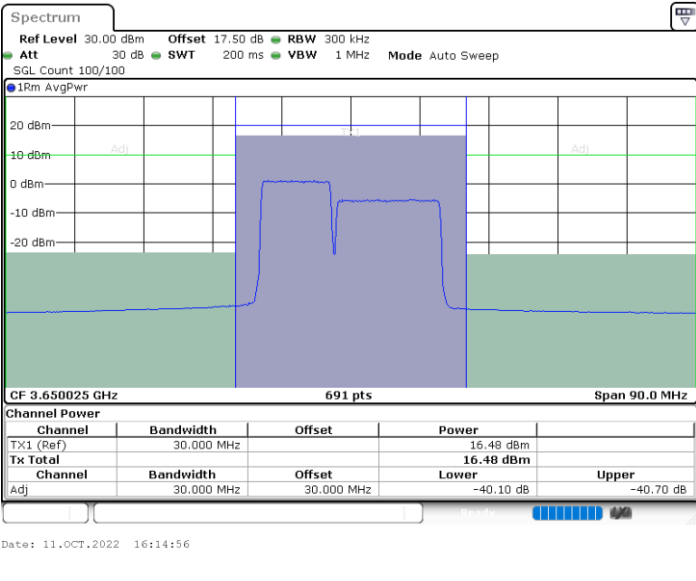 Spectrum
Ref Level 30.00 dBm Offset 17.50 dB RBW 300 kHz
Att 30 dB SWT 200 ms VBW 1 MHz Mode Auto Sweep
SGL Count 100/100
1Rm AvgPwr
20 dBm
TX1
Adj Adj
10 dBm
0 dBm
-10 dBm
-20 dBm
CF 3.650025 GHz 691 pts Span 90.0 MHz
Channel Power
Channel Bandwidth Offset Power
TX1 (Ref) 30.000 MHz 16.48 dBm
Tx Total 16.48 dBm
Channel Bandwidth Offset Lower Upper
Adj 30.000 MHz 30.000 MHz -40.10 dB -40.70 dB
Ready
Date: 11.OCT.2022 16:14:56